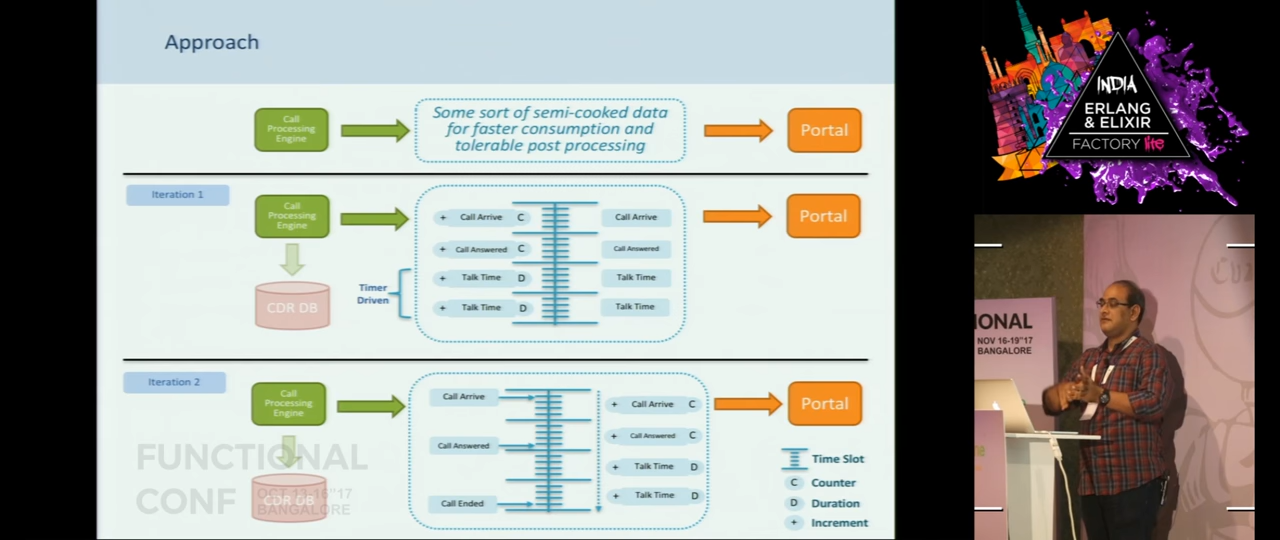 Approach
Call
Processing
Engine
Some sort of semi-cooked data
for faster consumption and
tolerable post processing
Portal
Iteration 1
Call
Processing
Engine
CDR DB
Timer
Driven
+ Call Arrive C
+ Call Answered C
+ Talk Time D
+ Talk Time D
Call Arrive
Call Answered
Talk Time
Talk Time
Portal
Iteration 2
Call
Processing
Engine
CDR DB
Call Arrive
Call Answered
Call Ended
+ Call Arrive C
+ Call Answered C
+ Talk Time D
+ Talk Time D
Portal
Time Slot
C Counter
D Duration
+ Increment
FUNCTIONAL
CONF
BANGALORE
INDIA
ERLANG
& ELIXIR
FACTORY lite
IONAL
NOV 16-19"17
BANGALORE